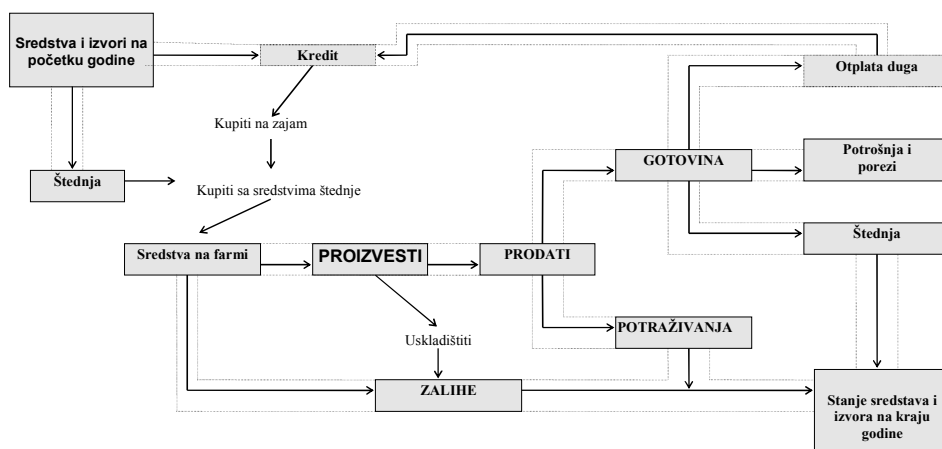 Sredstva i izvori na
početku godine
Kredit
Otplata duga
Kupiti na zajam
GOTOVINA
Potrošnja i
porezi
Štednja
Kupiti sa sredstvima štednje
Štednja
Sredstva na farmi
PROIZVESTI
PRODATI
POTRAŽIVANJA
Uskladištiti
ZALIHE
Stanje sredstava i
izvora na kraju
godine